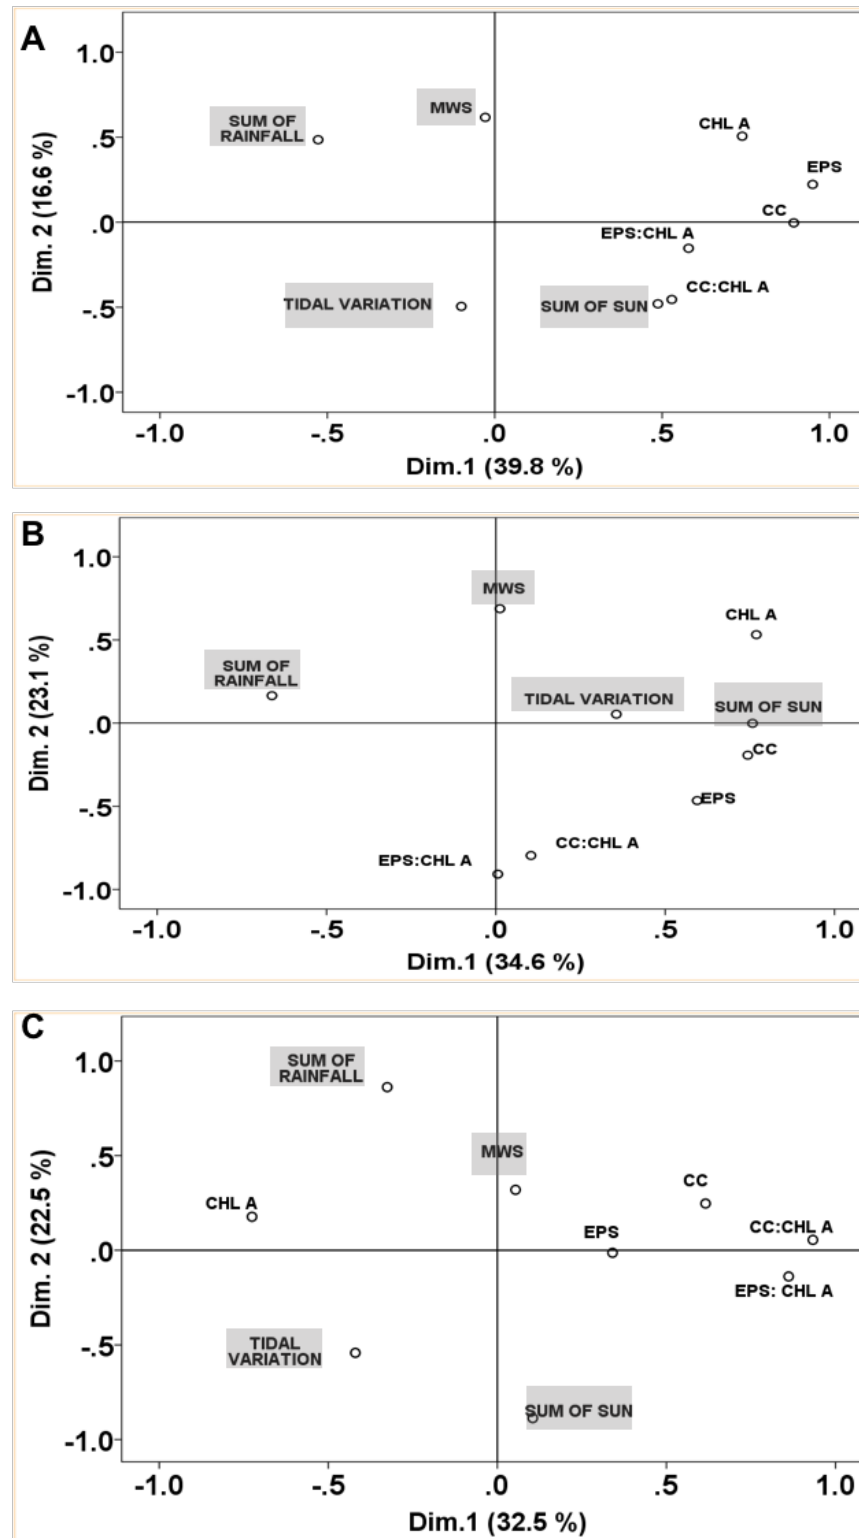 A
1.0
.5
.0
-.5
-1.0
Dim. 2 (16.6 %)
SUM OF
RAINFALL
MWS
CHL A
EPS
CC
EPS:CHL A
CC:CHL A
TIDAL VARIATION
SUM OF SUN
-1.0 -.5 .0 .5 1.0
Dim.1 (39.8 %)
B
1.0
.5
.0
-.5
-1.0
Dim. 2 (23.1 %)
MWS
CHL A
SUM OF
RAINFALL
TIDAL VARIATION
SUM OF SUN
CC
EPS
CC:CHL A
EPS:CHL A
-1.0 -.5 .0 .5 1.0
Dim.1 (34.6 %)
C
1.0
.5
.0
-.5
-1.0
Dim. 2 (22.5 %)
SUM OF
RAINFALL
MWS
CC
CHL A
EPS
CC:CHL A
EPS: CHL A
TIDAL
VARIATION
SUM OF SUN
-1.0 -.5 .0 .5 1.0
Dim.1 (32.5 %)